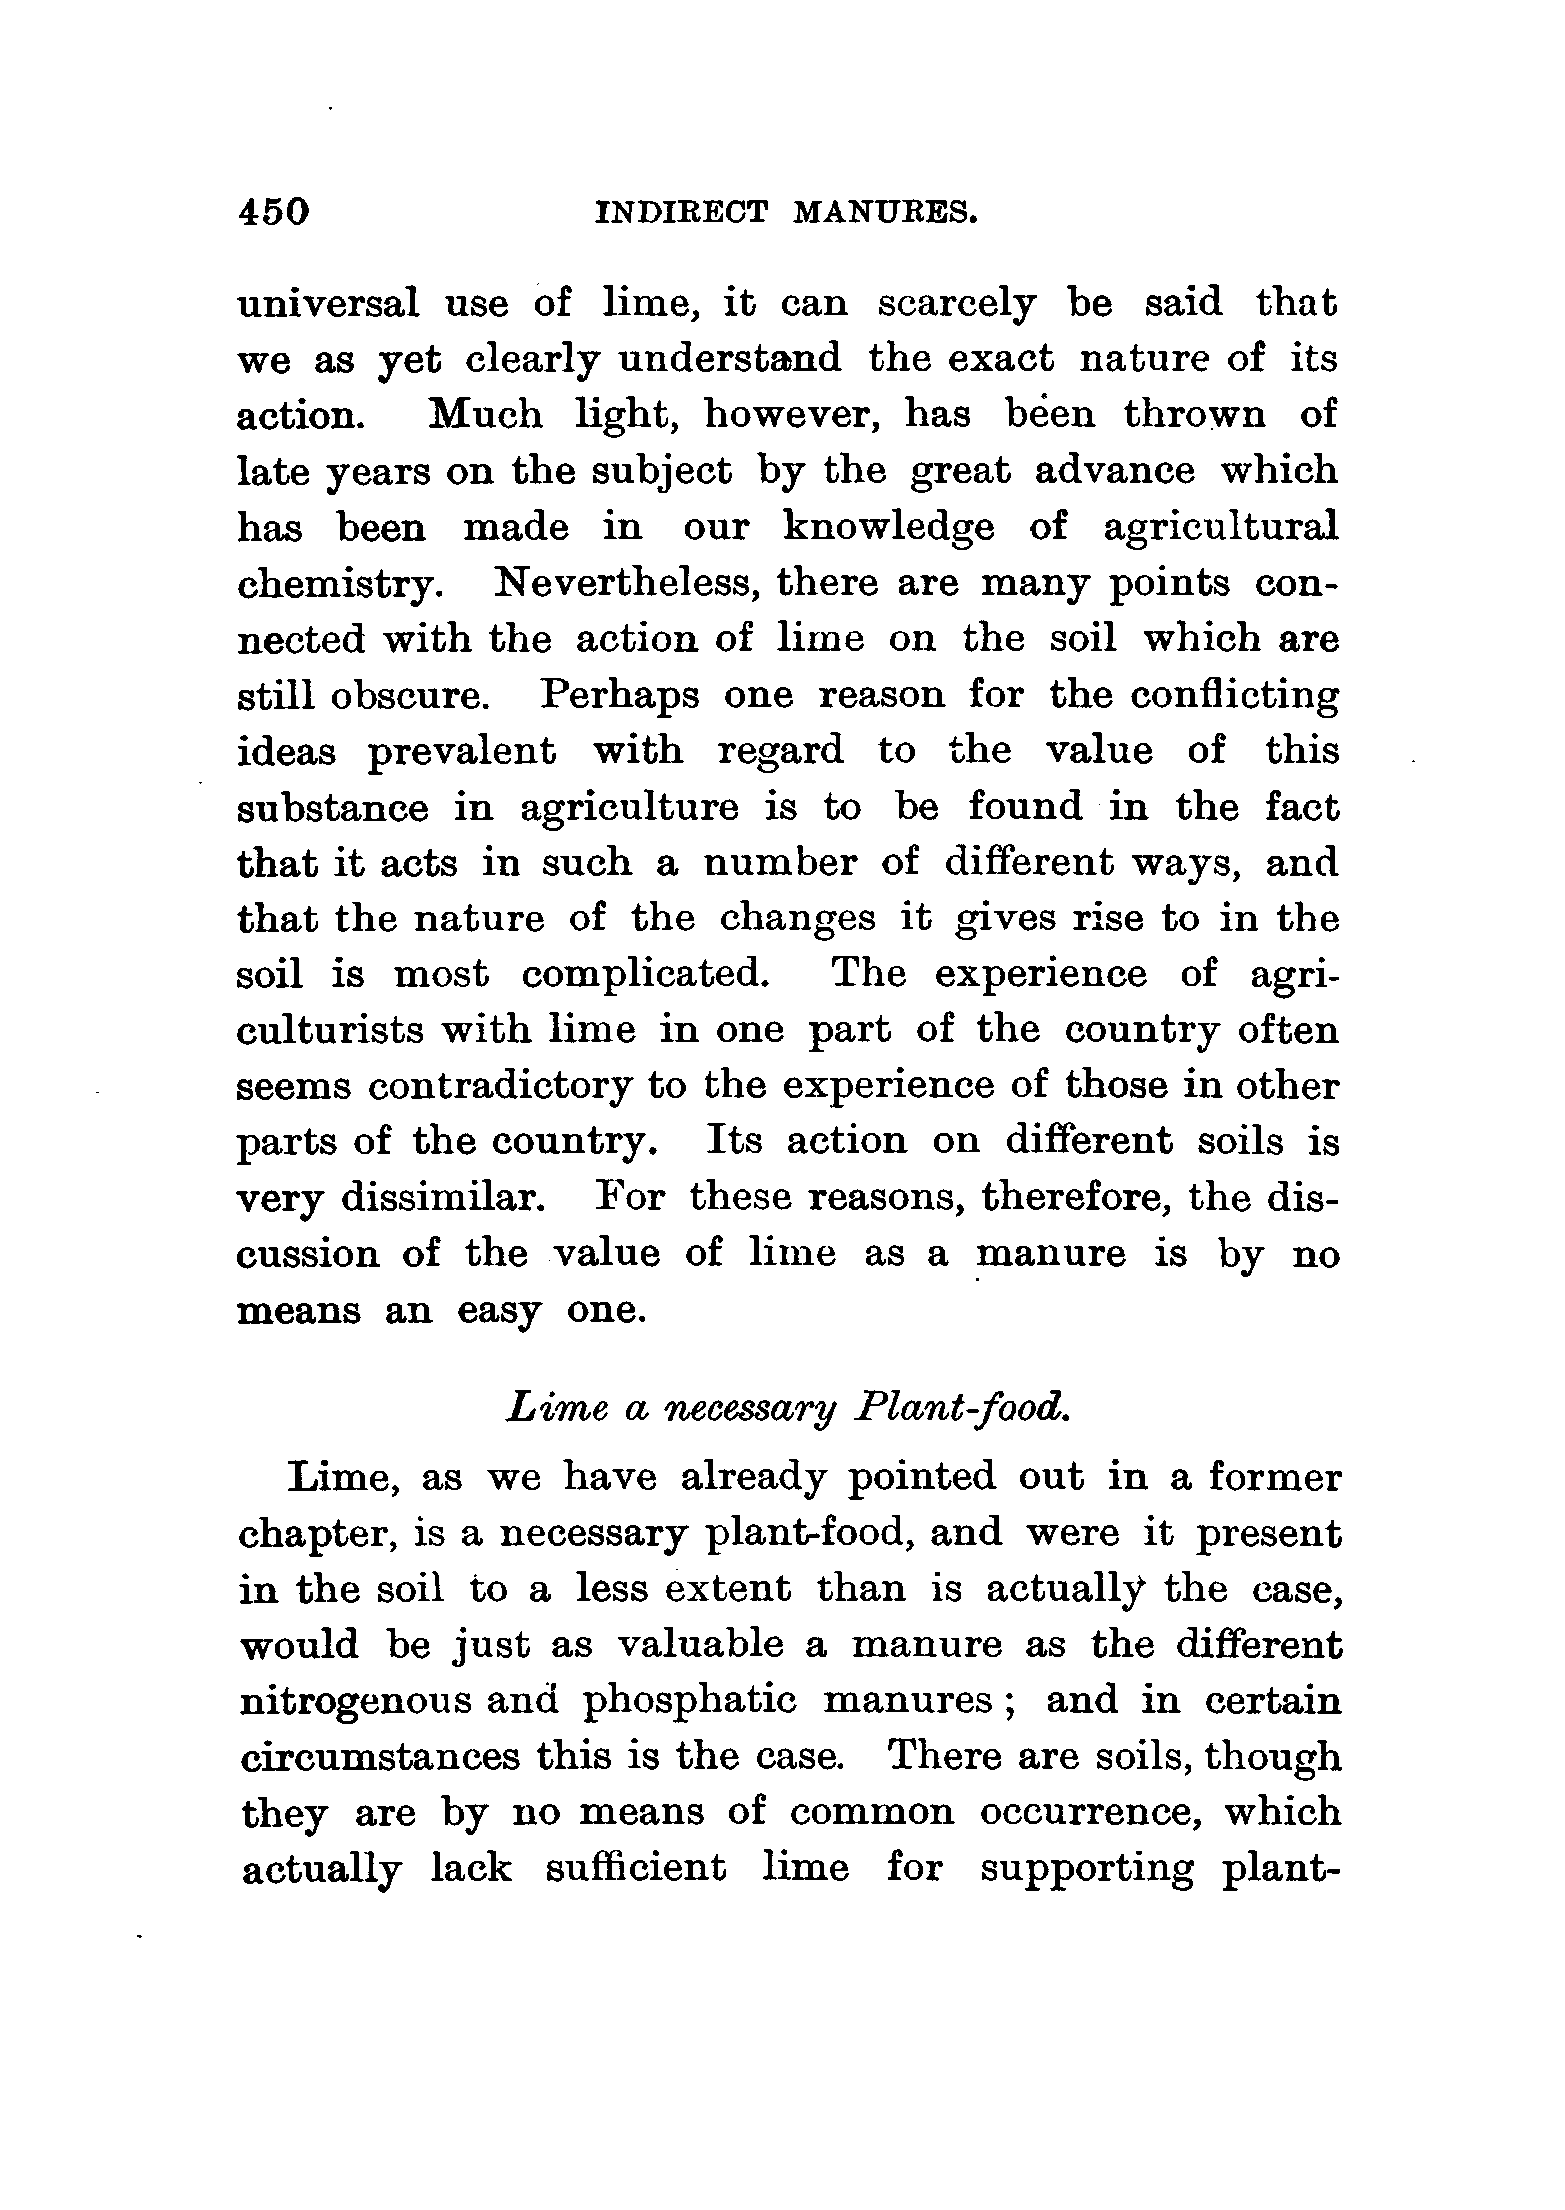 450 INDIRECT MANURES.
universal use of lime, it can scarcely be said that
we as yet clearly understand the exact nature of its
action. Much light, however, has been thrown of
late years on the subject by the great advance which
has been made in our knowledge of agricultural
chemistry. Nevertheless, there are many points con-
nected with the action of lime on the soil which are
still obscure. Perhaps one reason for the conflicting
ideas prevalent with regard to the value of this
substance in agriculture is to be found in the fact
that it acts in such a number of different ways, and
that the nature of the changes it gives rise to in the
soil is most complicated. The experience of agri-
culturists with lime in one part of the country often
seems contradictory to the experience of those in other
parts of the country. Its action on different soils is
very dissimilar. For these reasons, therefore, the dis-
cussion of the value of lime as a manure is by no
means an easy one.
Lime a necessary Plant-food.
Lime, as we have already pointed out in a former
chapter, is a necessary plant-food, and were it present
in the soil to a less extent than is actually the case,
would be just as valuable a manure as the different
nitrogenous and phosphatic manures ; and in certain
circumstances this is the case. There are soils, though
they are by no means of common occurrence, which
actually lack sufficient lime for supporting plant-